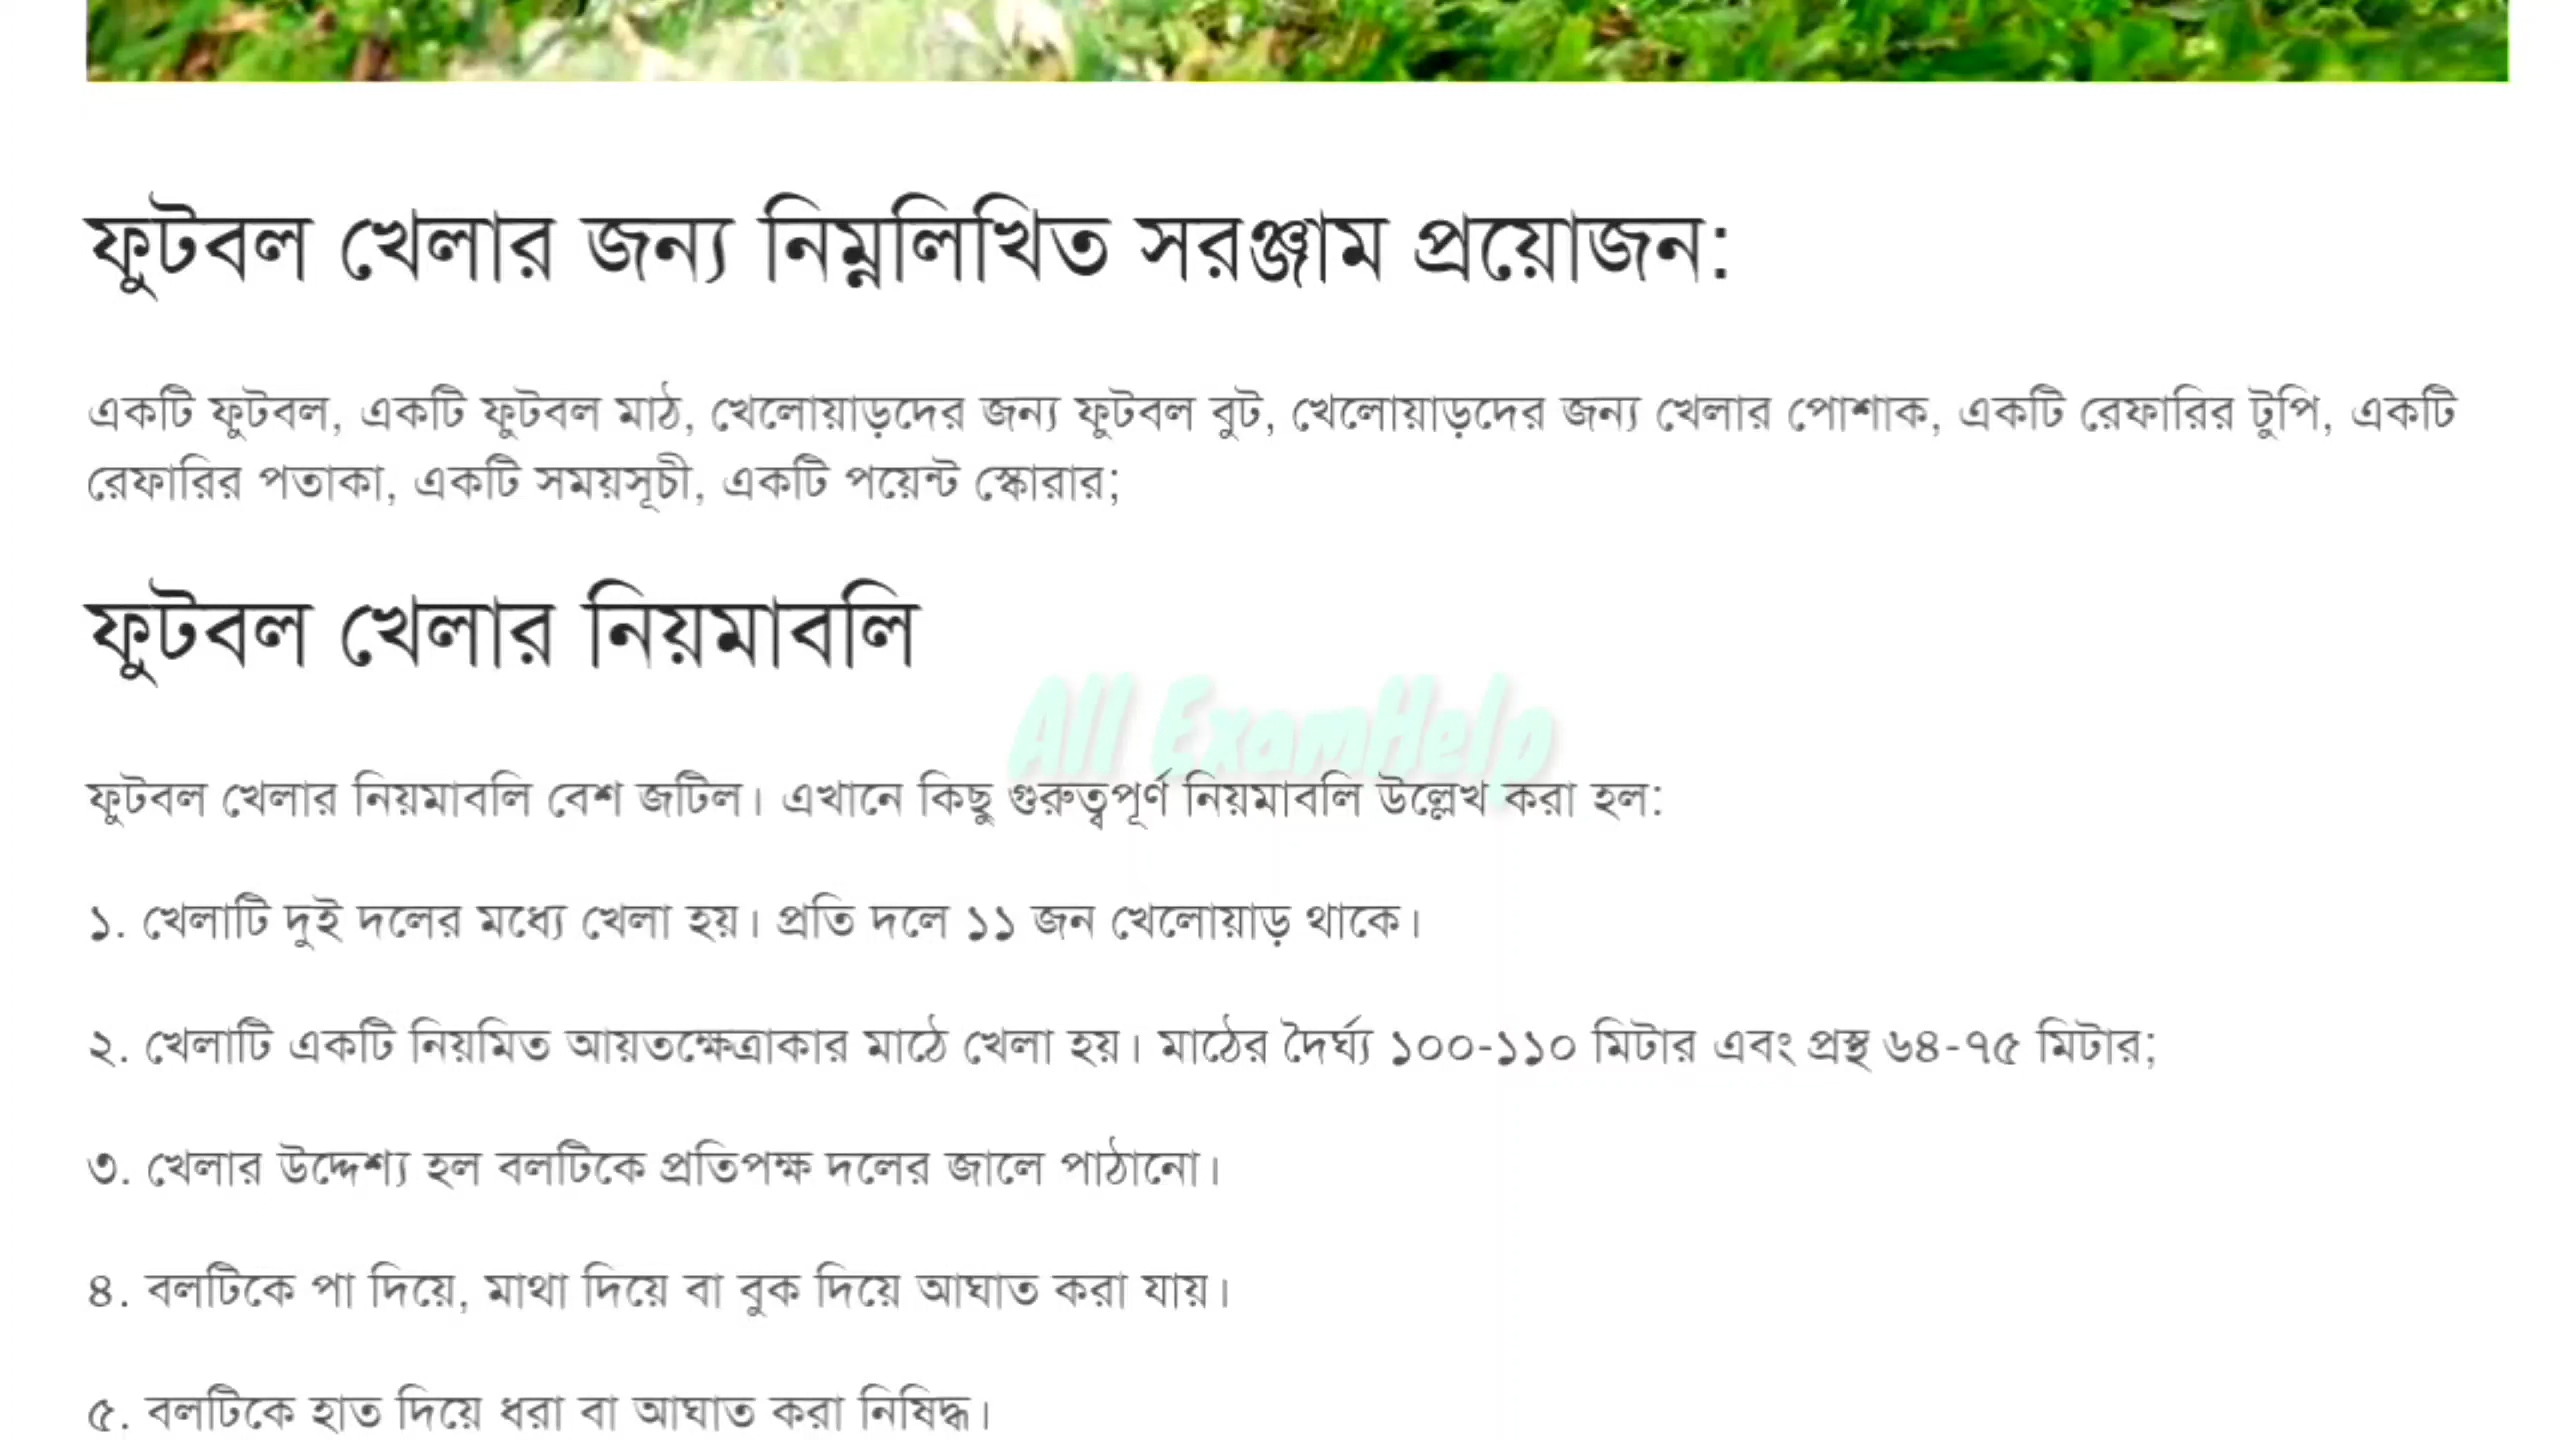 ফুটবল খেলার জন্য নিম্নলিখিত সরঞ্জাম প্রয়োজন:
একটি ফুটবল, একটি ফুটবল মাঠ, খেলোয়াড়দের জন্য ফুটবল বুট, খেলোয়াড়দের জন্য খেলার পোশাক, একটি রেফারির টুপি, একটি
রেফারির পতাকা, একটি সময়সূচী, একটি পয়েন্ট স্কোরার;
ফুটবল খেলার নিয়মাবলি
All ExamHelp
ফুটবল খেলার নিয়মাবলি বেশ জটিল। এখানে কিছু গুরুত্বপূর্ণ নিয়মাবলি উল্লেখ করা হল:
১. খেলাটি দুই দলের মধ্যে খেলা হয়। প্রতি দলে ১১ জন খেলোয়াড় থাকে।
২. খেলাটি একটি নিয়মিত আয়তক্ষেত্রাকার মাঠে খেলা হয়। মাঠের দৈর্ঘ্য ১০০-১১০ মিটার এবং প্রস্থ ৬৪-৭৫ মিটার;
৩. খেলার উদ্দেশ্য হল বলটিকে প্রতিপক্ষ দলের জালে পাঠানো।
৪. বলটিকে পা দিয়ে, মাথা দিয়ে বা বুক দিয়ে আঘাত করা যায়।
৫. বলটিকে হাত দিয়ে ধরা বা আঘাত করা নিষিদ্ধ।